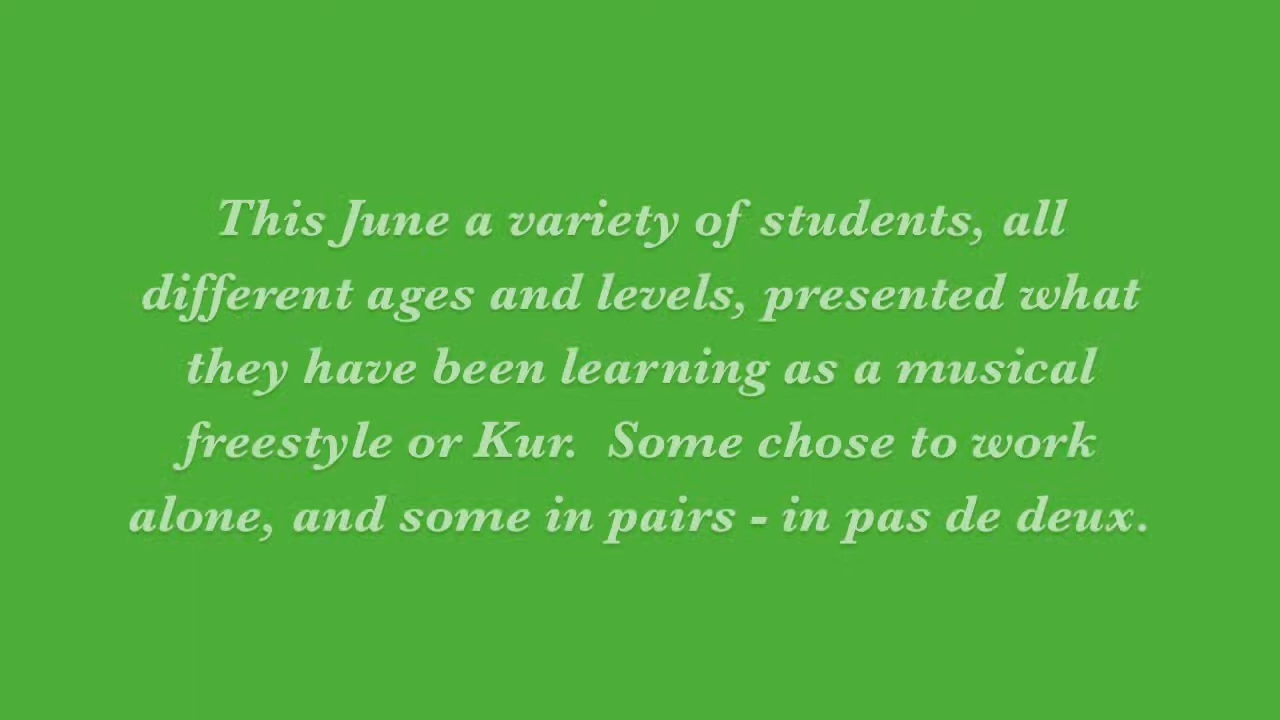 This June a variety of students, all
different ages and levels, presented what
they have been learning as a musical
freestyle or Kur.  Some chose to work
alone, and some in pairs - in pas de deux.